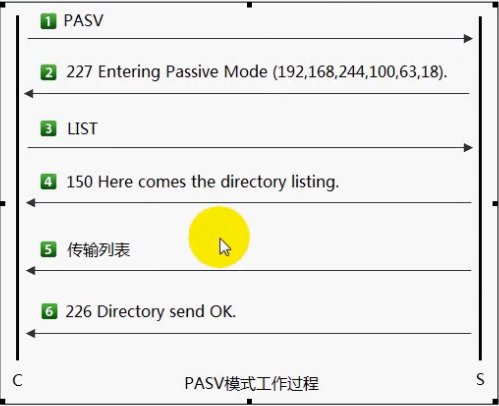 1 PASV
2 227 Entering Passive Mode (192,168,244,100,63,18).
3 LIST
4 150 Here comes the directory listing.
5 传输列表
6 226 Directory send OK.
C PASV模式工作过程 S